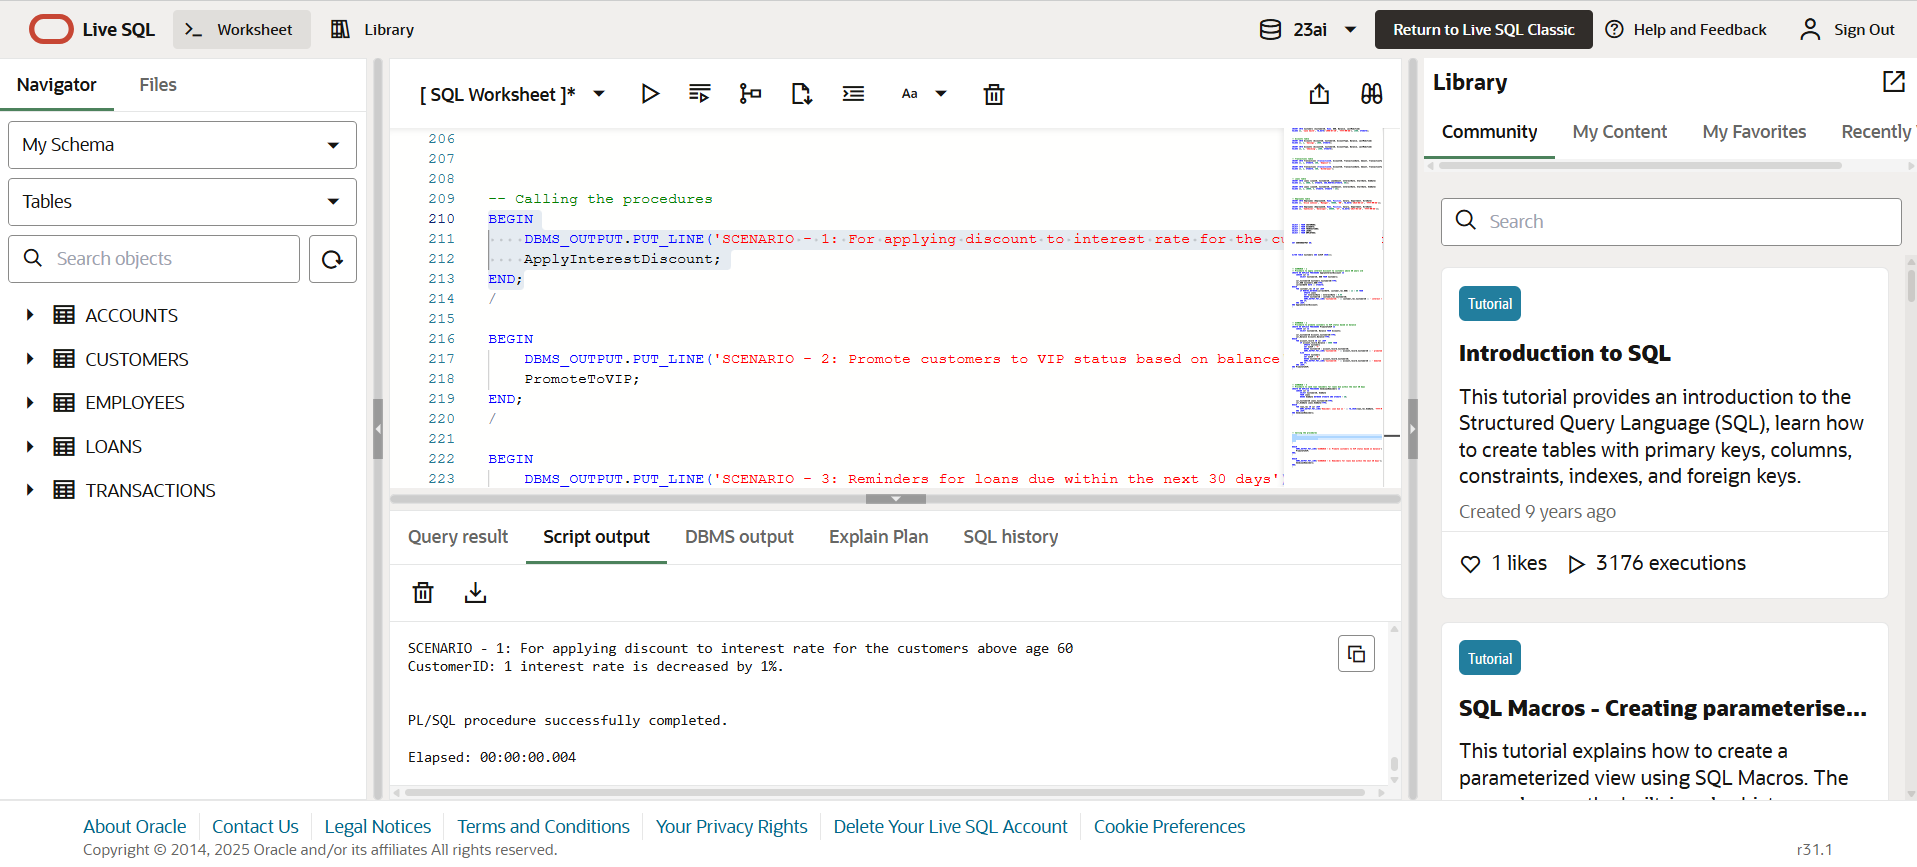 Live SQL
Worksheet
Library
23ai
Return to Live SQL Classic
Help and Feedback
Sign Out
Navigator
Files
My Schema
Tables
Search objects
ACCOUNTS
CUSTOMERS
EMPLOYEES
LOANS
TRANSACTIONS
[ SQL Worksheet ]*
Aa
206
207
208
209 -- Calling the procedures
210 BEGIN
211 DBMS_OUTPUT.PUT_LINE('SCENARIO - 1: For applying discount to interest rate for the cu
212 ApplyInterestDiscount;
213 END;
214 /
215
216 BEGIN
217 DBMS_OUTPUT.PUT_LINE('SCENARIO - 2: Promote customers to VIP status based on balance
218 PromoteToVIP;
219 END;
220 /
221
222 BEGIN
223 DBMS_OUTPUT.PUT_LINE('SCENARIO - 3: Reminders for loans due within the next 30 days'
Query result
Script output
DBMS output
Explain Plan
SQL history
SCENARIO - 1: For applying discount to interest rate for the customers above age 60
CustomerID: 1 interest rate is decreased by 1%.
PL/SQL procedure successfully completed.
Elapsed: 00:00:00.004
Library
Community
My Content
My Favorites
Recently
Search
Tutorial
Introduction to SQL
This tutorial provides an introduction to the
Structured Query Language (SQL), learn how
to create tables with primary keys, columns,
constraints, indexes, and foreign keys.
Created 9 years ago
1 likes
3176 executions
Tutorial
SQL Macros - Creating parameterise...
This tutorial explains how to create a
parameterized view using SQL Macros. The
About Oracle
Contact Us
Legal Notices
Terms and Conditions
Your Privacy Rights
Delete Your Live SQL Account
Cookie Preferences
Copyright © 2014, 2025 Oracle and/or its affiliates All rights reserved.
r31.1